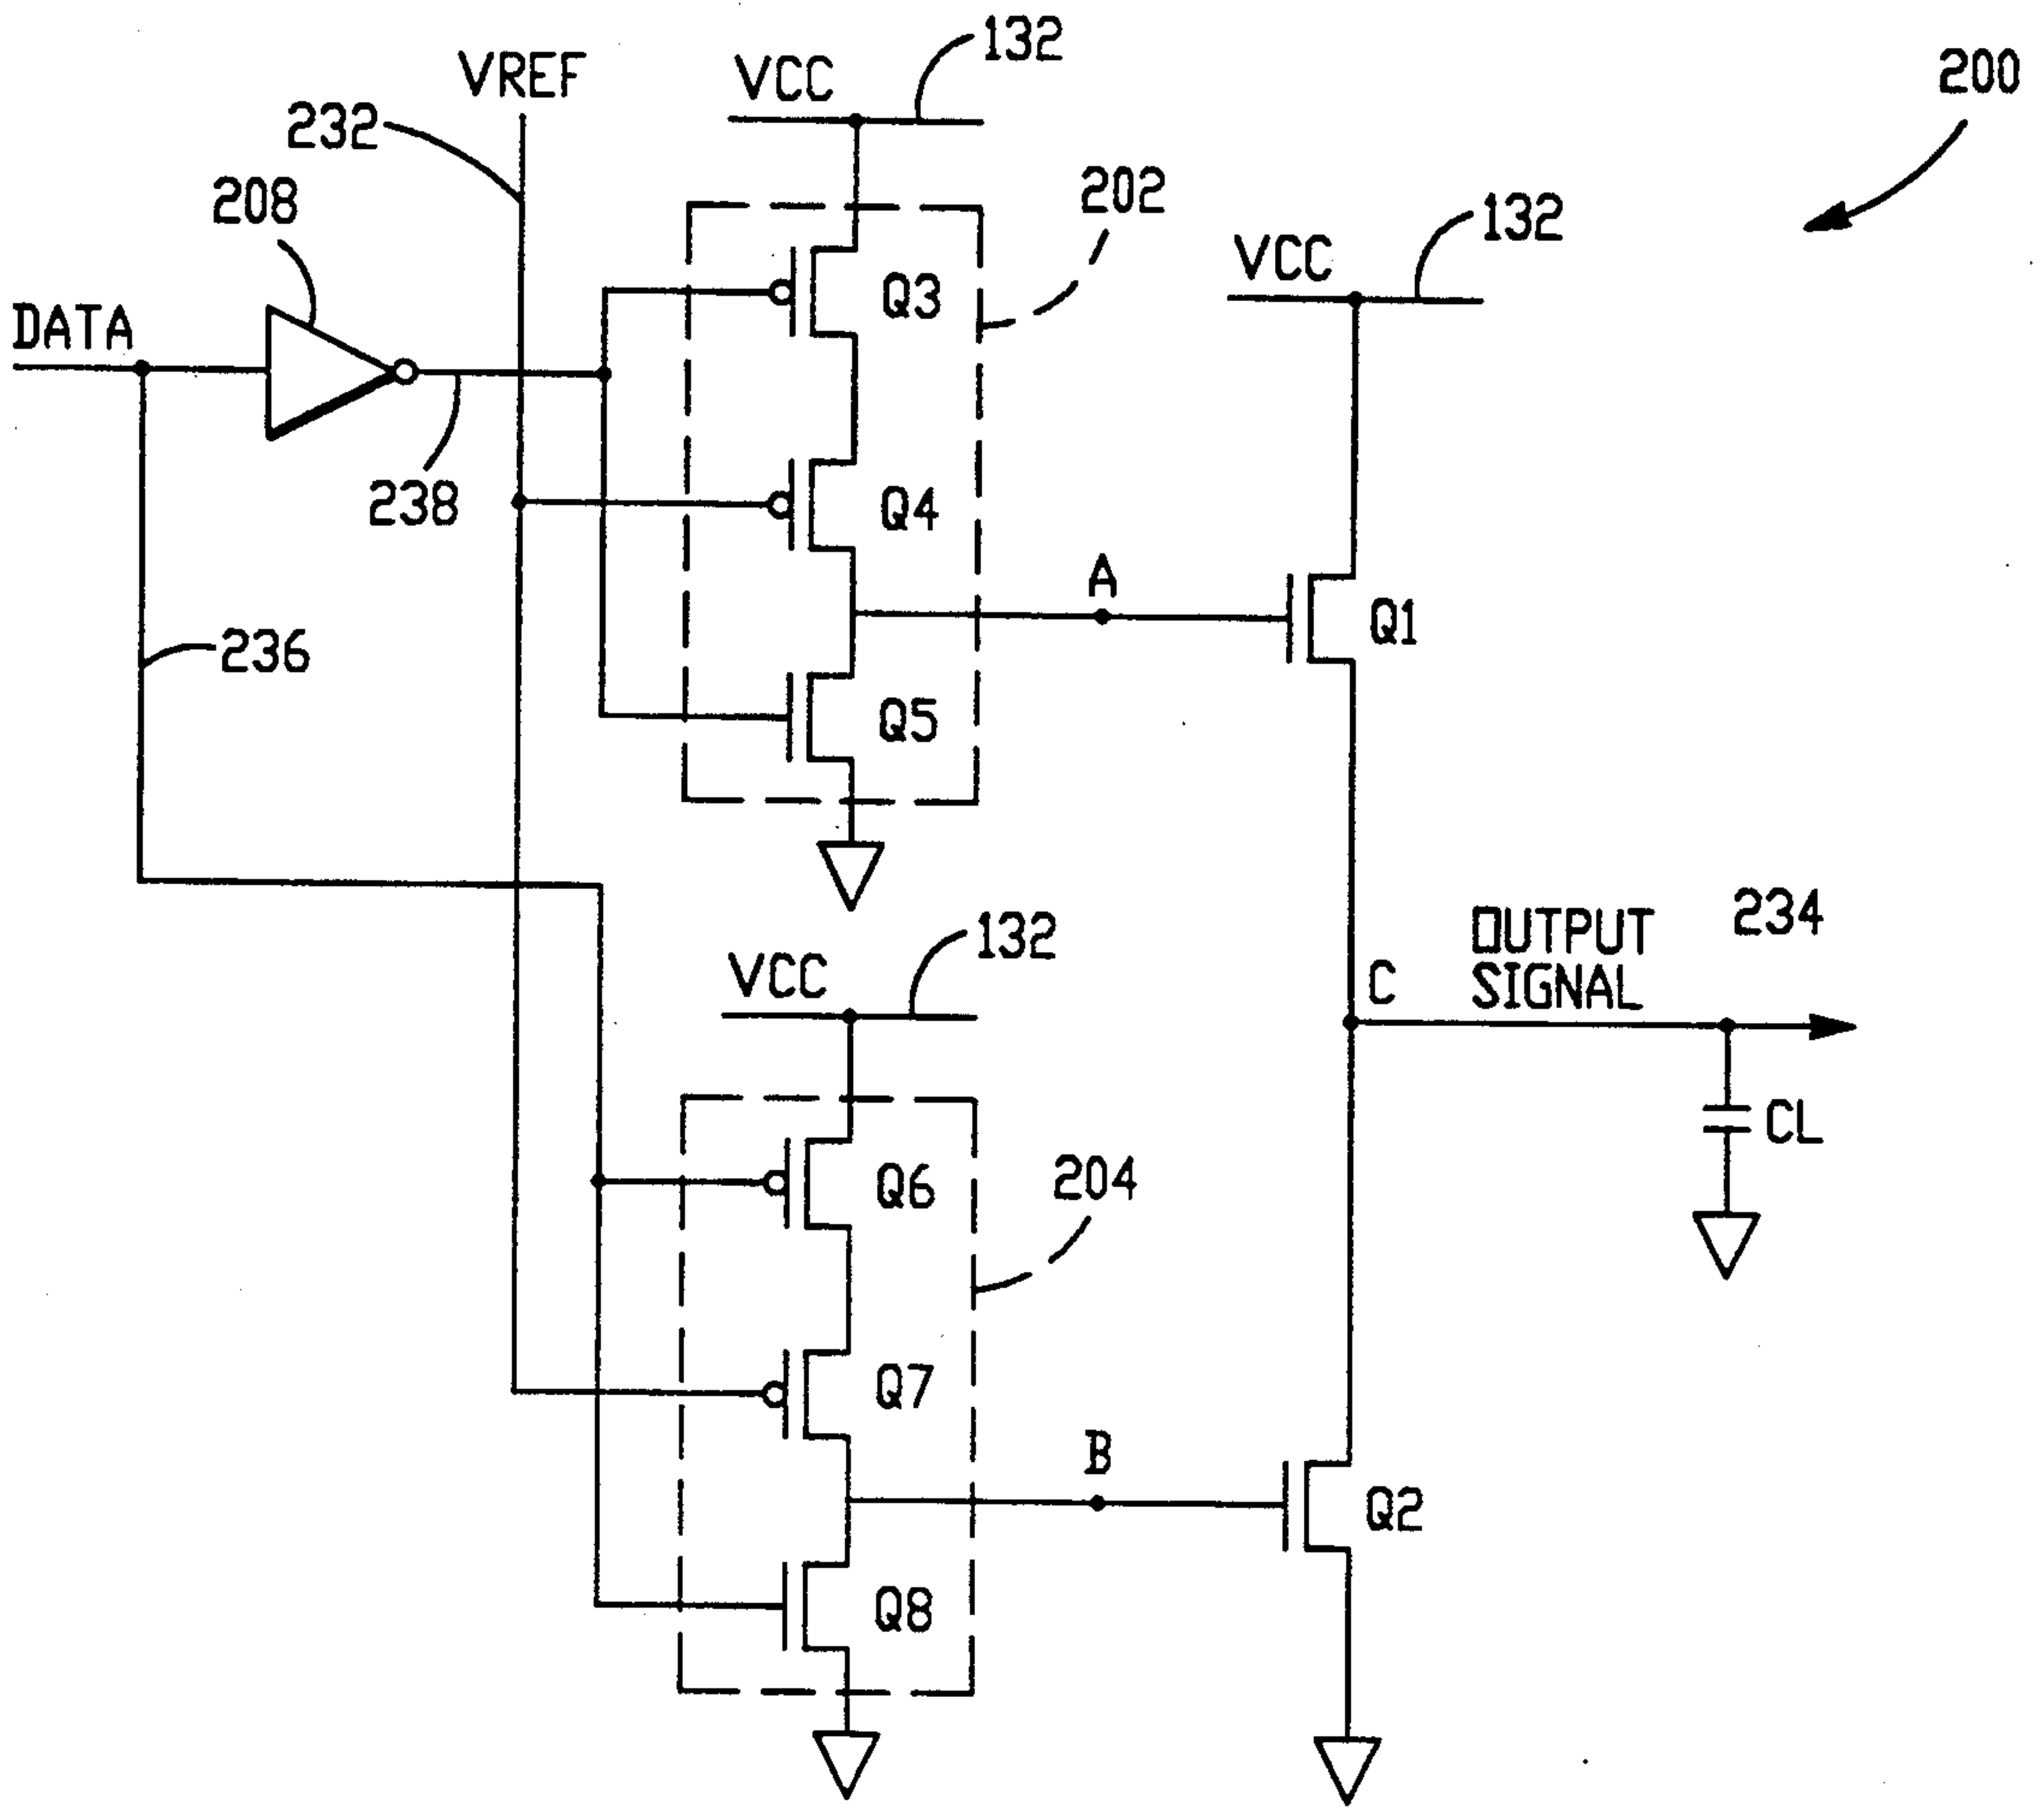 132
VREF
VCC
200
232
202
208
132
VCC
Q3
DATA
238
Q4
A
Q1
236
Q5
132
234
OUTPUT
SIGNAL
VCC
C
CL
Q6
204
Q7
B
Q2
Q8